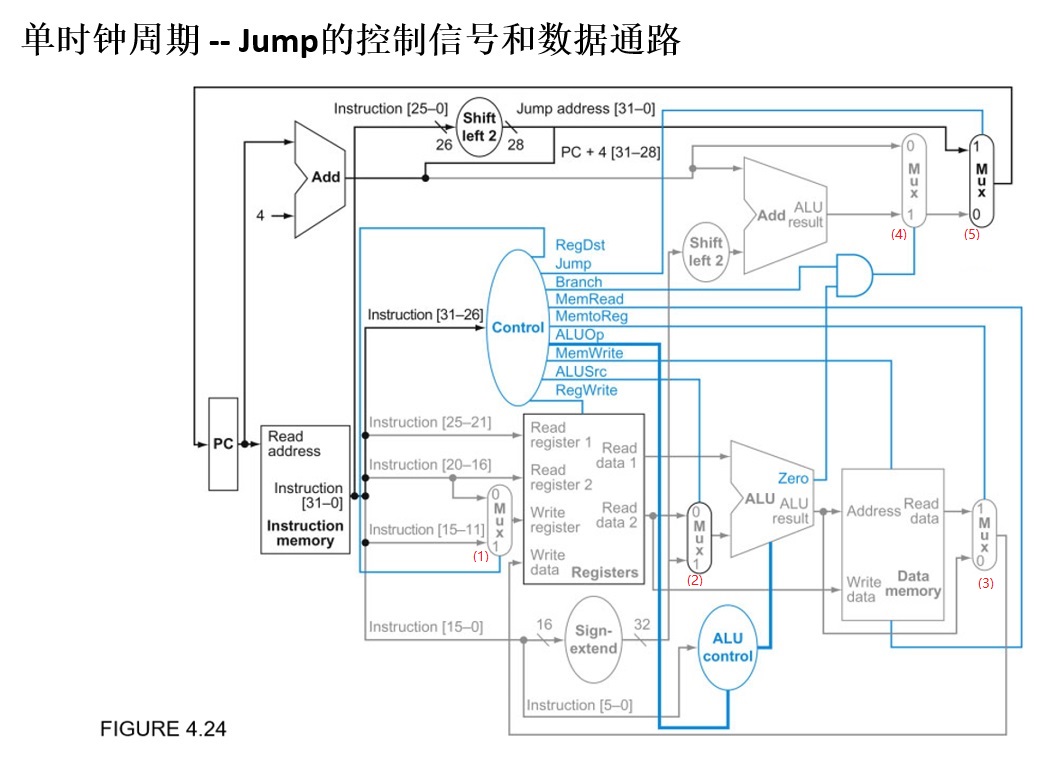 单时钟周期 -- Jump的控制信号和数据通路
Instruction [25–0]
Shift
left 2
Jump address [31–0]
26
28
PC + 4 [31–28]
Add
4
0
M
u
x
1
(4)
1
M
u
x
0
(5)
Add
ALU
result
Shift
left 2
RegDst
Jump
Branch
MemRead
MemtoReg
ALUOp
MemWrite
ALUSrc
RegWrite
Control
Instruction [31–26]
PC
Read
address
Instruction
[31–0]
Instruction
memory
Instruction [25–21]
Instruction [20–16]
Instruction [15–11]
0
M
u
x
1
(1)
Read
register 1
Read
register 2
Write
register
Write
data
Read
data 1
Read
data 2
Registers
0
M
u
x
1
(2)
Zero
ALU
ALU
result
Address
Read
data
Write
data
Data
memory
1
M
u
x
0
(3)
Instruction [15–0]
16
Sign-
extend
32
ALU
control
Instruction [5–0]
FIGURE 4.24